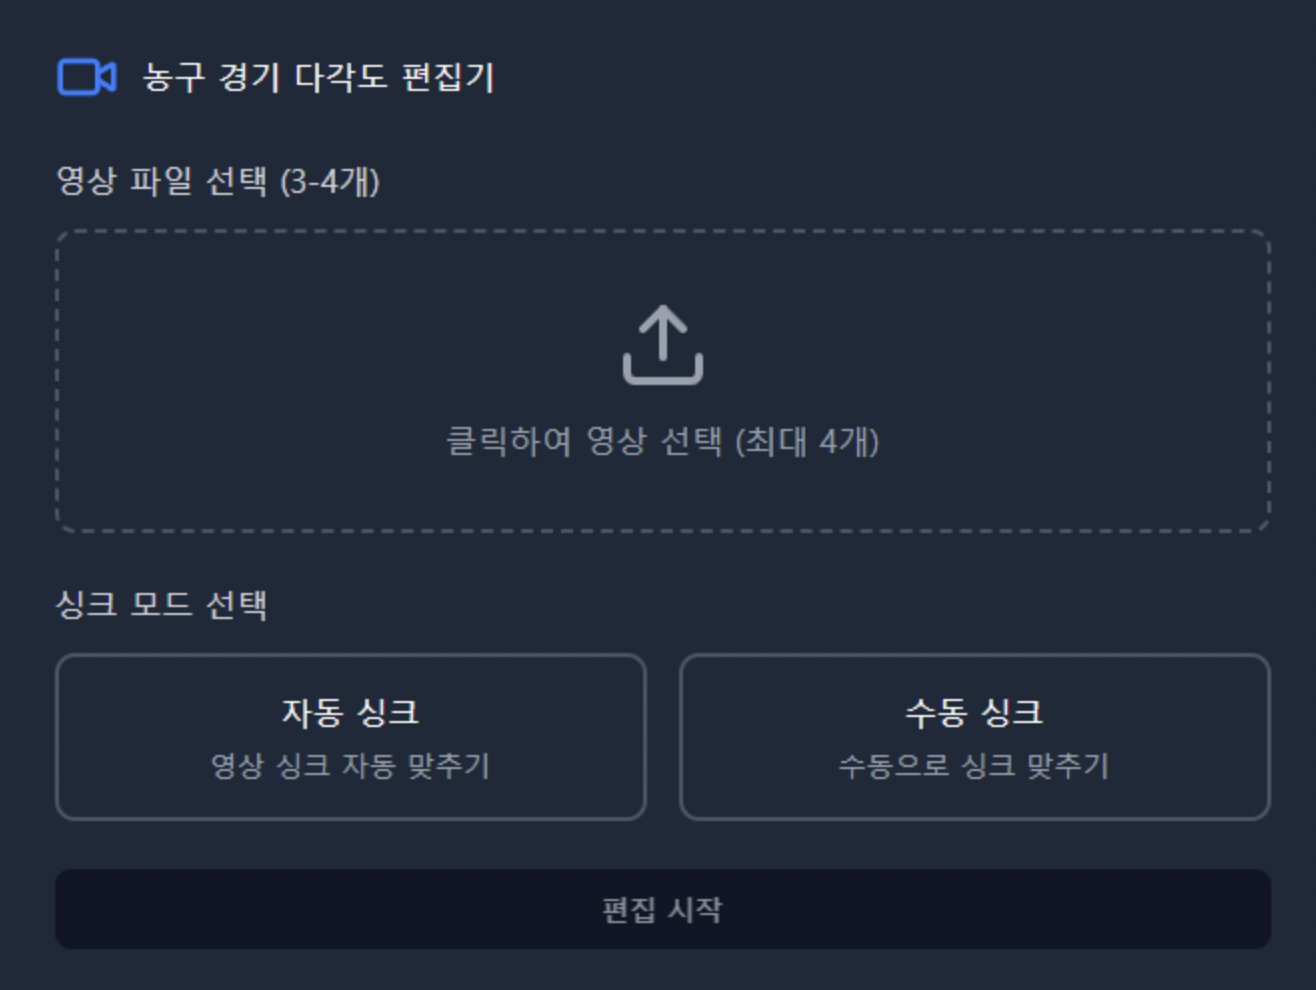 농구 경기 다각도 편집기
영상 파일 선택 (3-4개)
클릭하여 영상 선택 (최대 4개)
싱크 모드 선택
자동 싱크
영상 싱크 자동 맞추기
수동 싱크
수동으로 싱크 맞추기
편집 시작